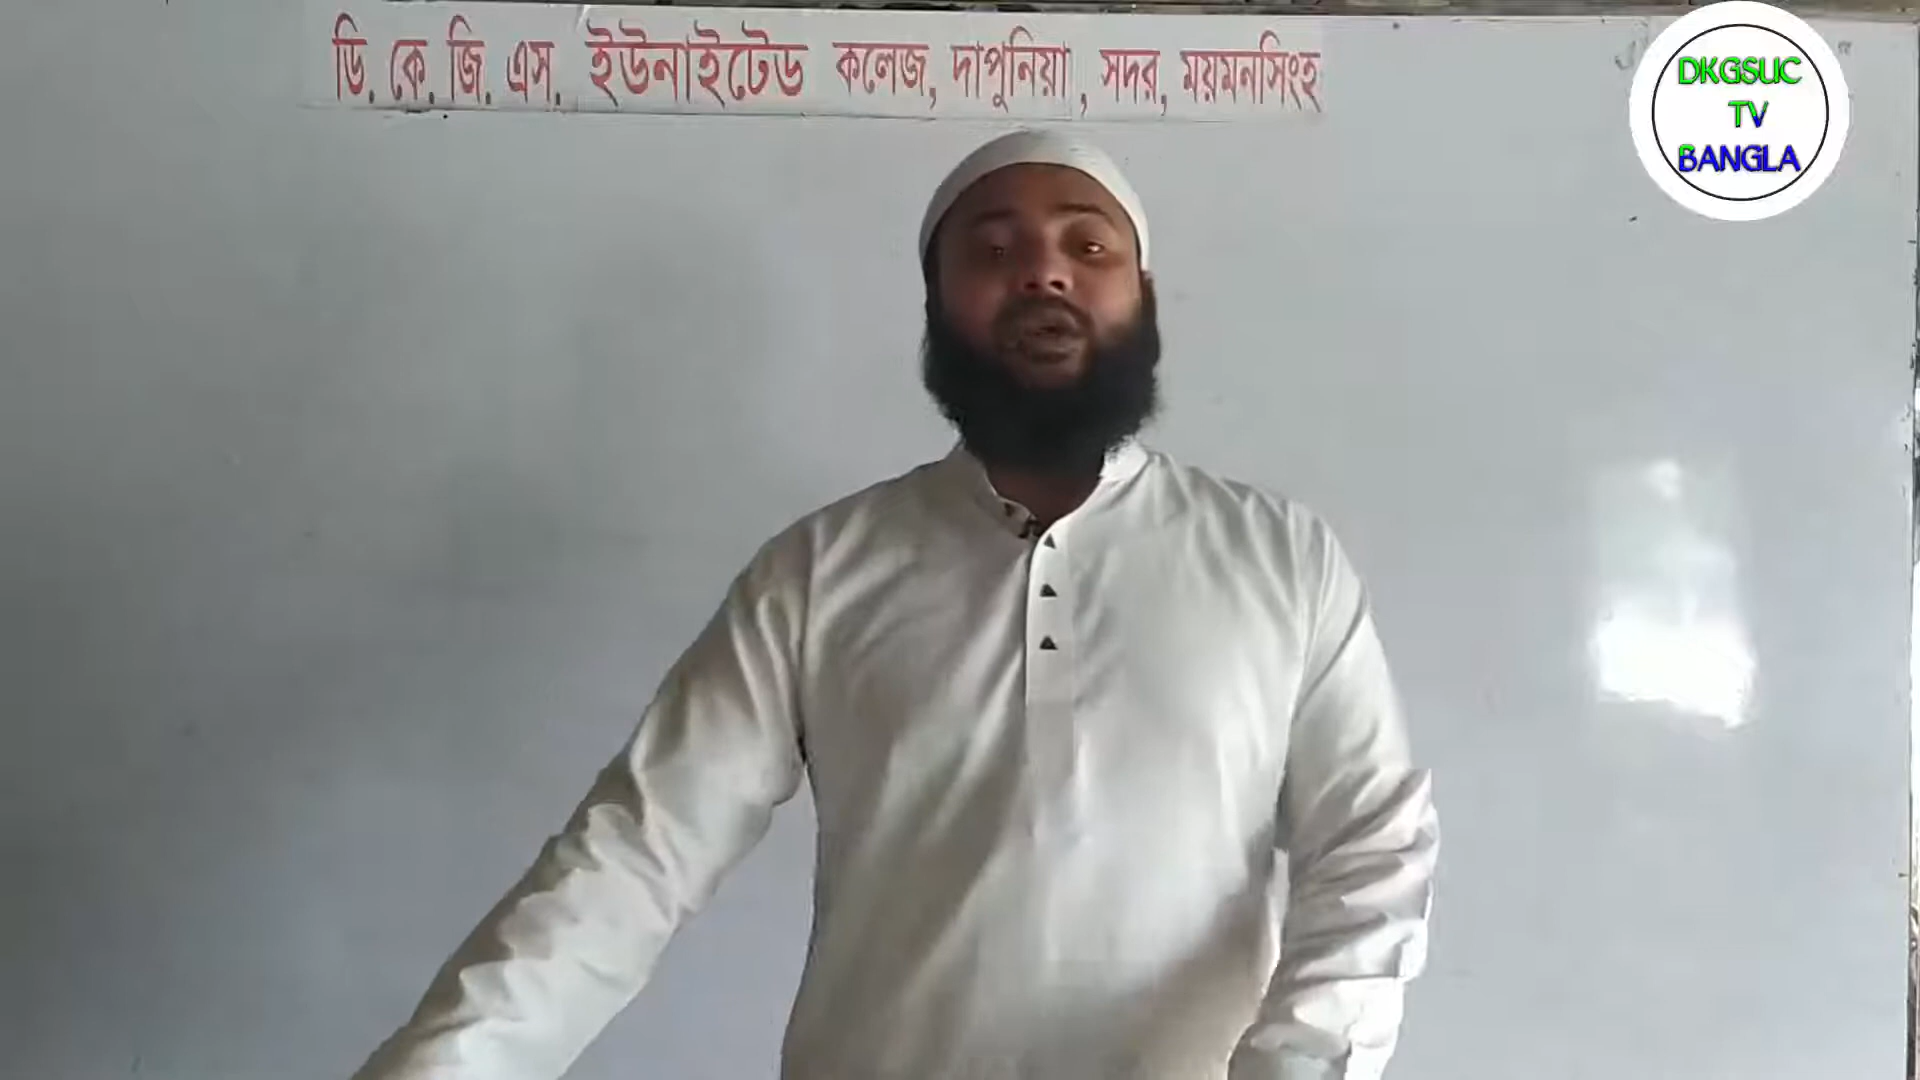 ডি. কে. জি. এস. ইউনাইটেড কলেজ, দাপুনিয়া, সদর, ময়মনসিংহ
DKGSUC
TV
BANGLA